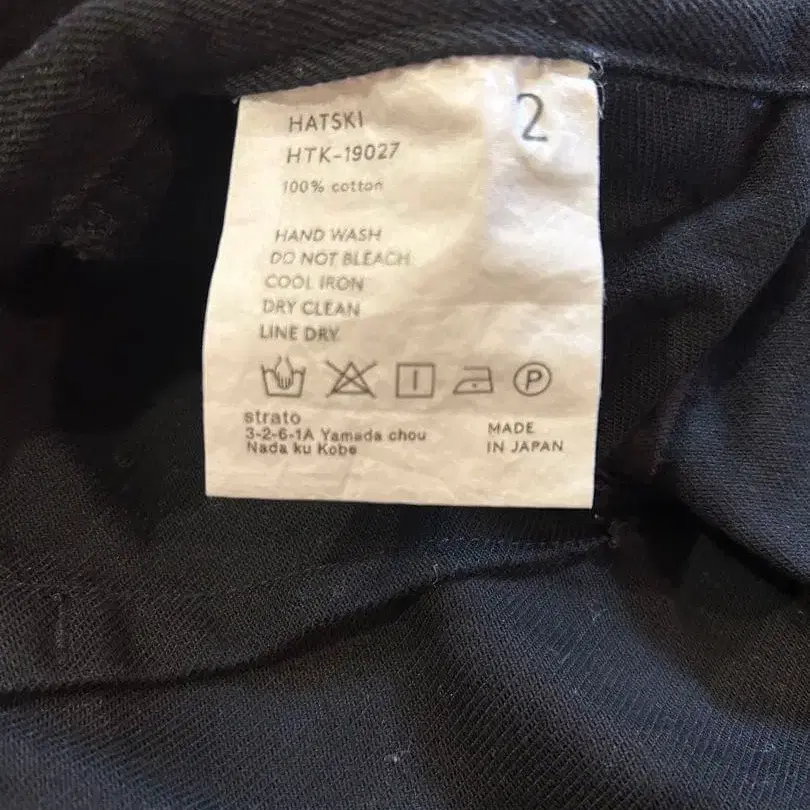 HATSKI
2
HTK-19027
100% cotton
HAND WASH
DO NOT BLEACH
COOL IRON
DRY CLEAN
LINE DRY
P
strato
3-2-6-1A Yamada chou
Nada ku Kobe
MADE
IN JAPAN